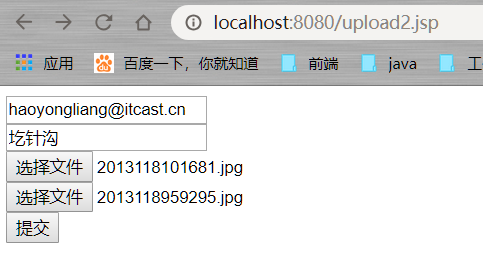 localhost:8080/upload2.jsp
应用 du 百度一下，你就知道 前端 java 工
haoyongliang@itcast.cn
圪针沟
选择文件 2013118101681.jpg
选择文件 2013118959295.jpg
提交